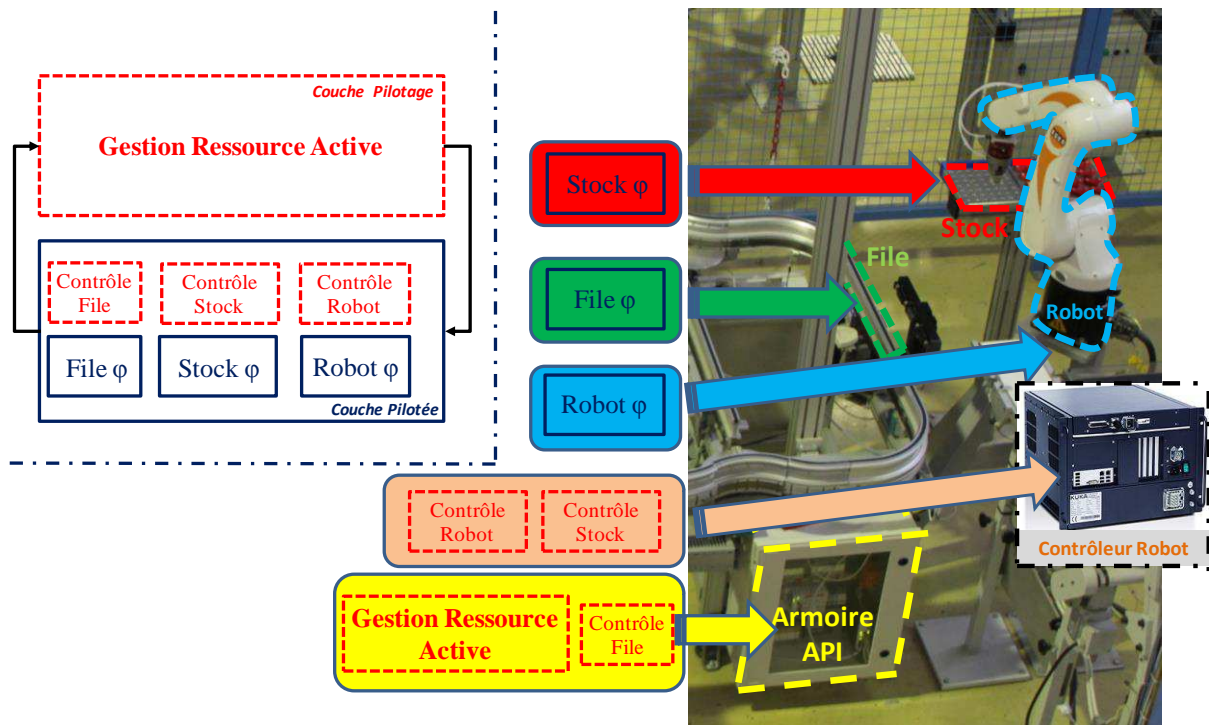 Couche Pilotage
Gestion Ressource Active
Contrôle
File
Contrôle
Stock
Contrôle
Robot
File φ
Stock φ
Robot φ
Couche Pilotée
Stock φ
File φ
Robot φ
Contrôle
Robot
Contrôle
Stock
Gestion Ressource
Active
Contrôle
File
Stock
File
Robot
KUKA
Contrôleur Robot
Armoire
API